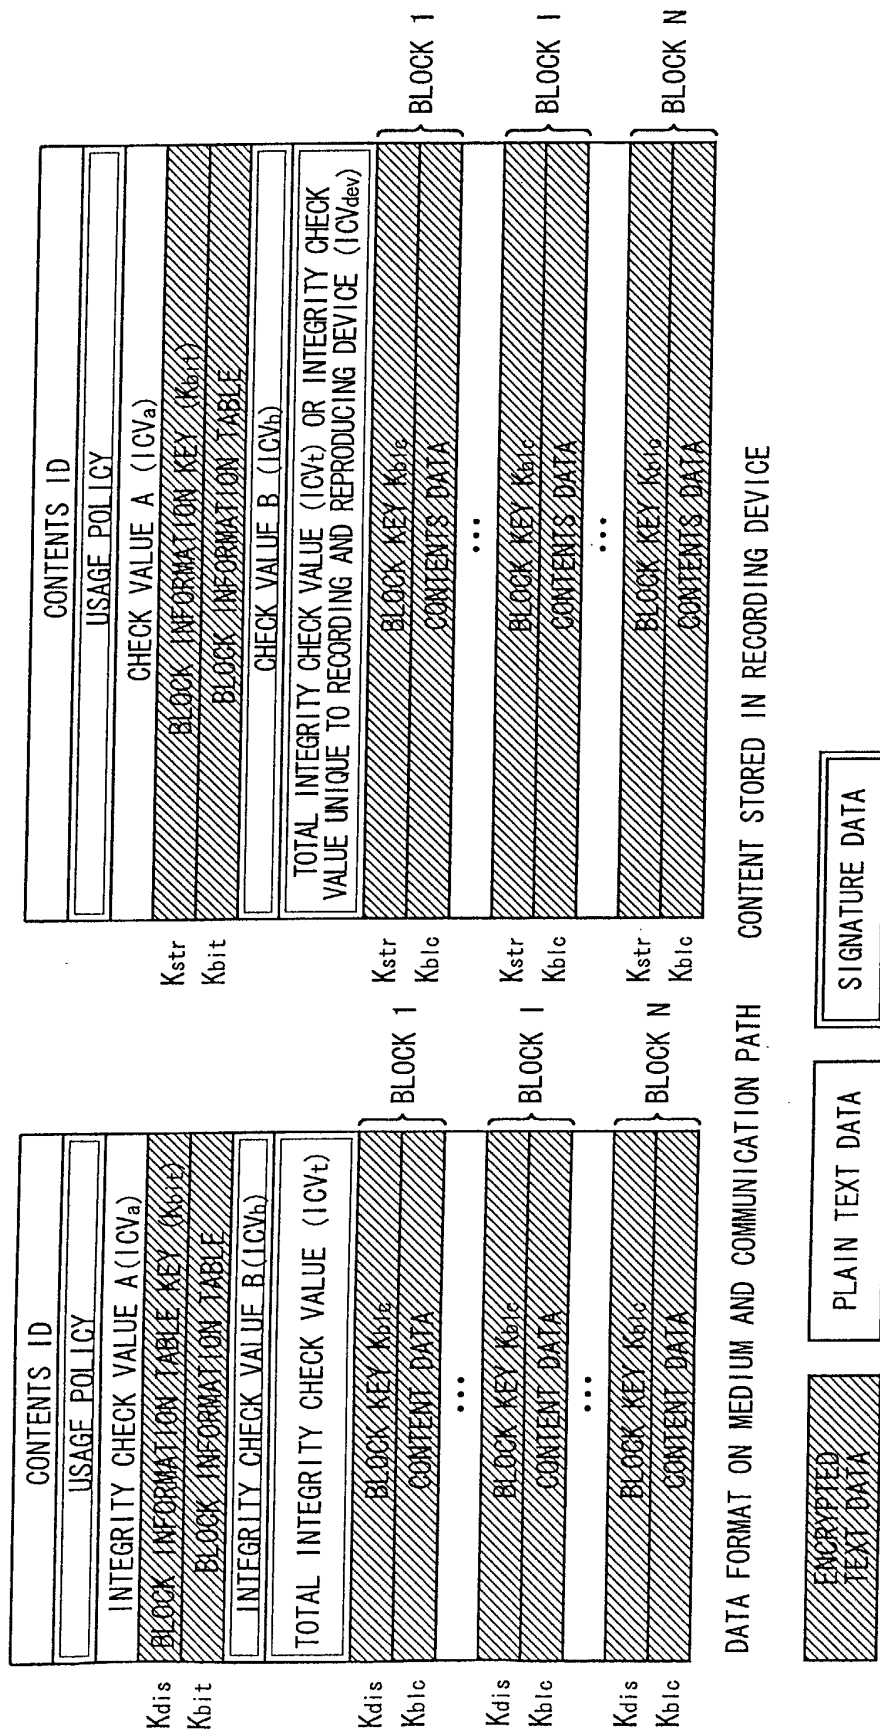 CONTENTS ID
USAGE POLICY
INTEGRITY CHECK VALUE A(ICVa)
Kdis BLOCK INFORMATION TABLE KEY (Kbit)
Kbit BLOCK INFORMATION TABLE
INTEGRITY CHECK VALUE B(ICVb)
TOTAL INTEGRITY CHECK VALUE (ICVt)
Kdis BLOCK KEY Kblc
Kblc CONTENT DATA
BLOCK 1
...
Kdis BLOCK KEY Kblc
Kblc CONTENT DATA
BLOCK I
...
Kdis BLOCK KEY Kblc
Kblc CONTENT DATA
BLOCK N
DATA FORMAT ON MEDIUM AND COMMUNICATION PATH
CONTENTS ID
USAGE POLICY
CHECK VALUE A (ICVa)
Kstr BLOCK INFORMATION KEY (Kbit)
Kbit BLOCK INFORMATION TABLE
CHECK VALUE B (ICVb)
TOTAL INTEGRITY CHECK VALUE (ICVt) OR INTEGRITY CHECK
VALUE UNIQUE TO RECORDING AND REPRODUCING DEVICE (ICVdev)
Kstr BLOCK KEY Kblc
Kblc CONTENTS DATA
BLOCK 1
...
Kstr BLOCK KEY Kblc
Kblc CONTENTS DATA
BLOCK I
...
Kstr BLOCK KEY Kblc
Kblc CONTENTS DATA
BLOCK N
CONTENT STORED IN RECORDING DEVICE
ENCRYPTED
TEXT DATA
PLAIN TEXT DATA
SIGNATURE DATA